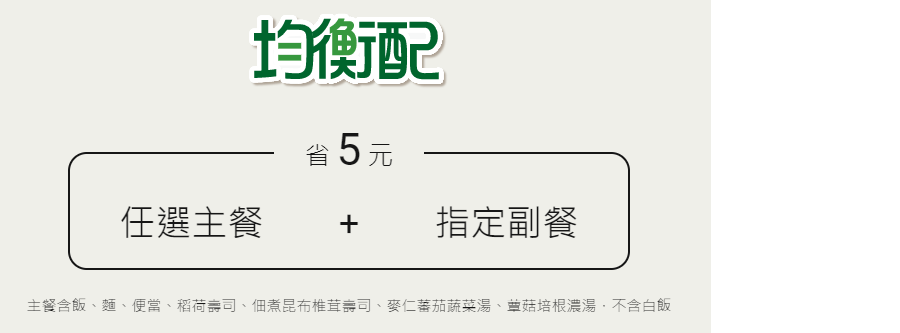 均衡配
省 5 元
任選主餐 + 指定副餐
主餐含飯、麵、便當、稻荷壽司、佃煮昆布椎茸壽司、麥仁蕃茄蔬菜湯、蕈菇培根濃湯．不含白飯